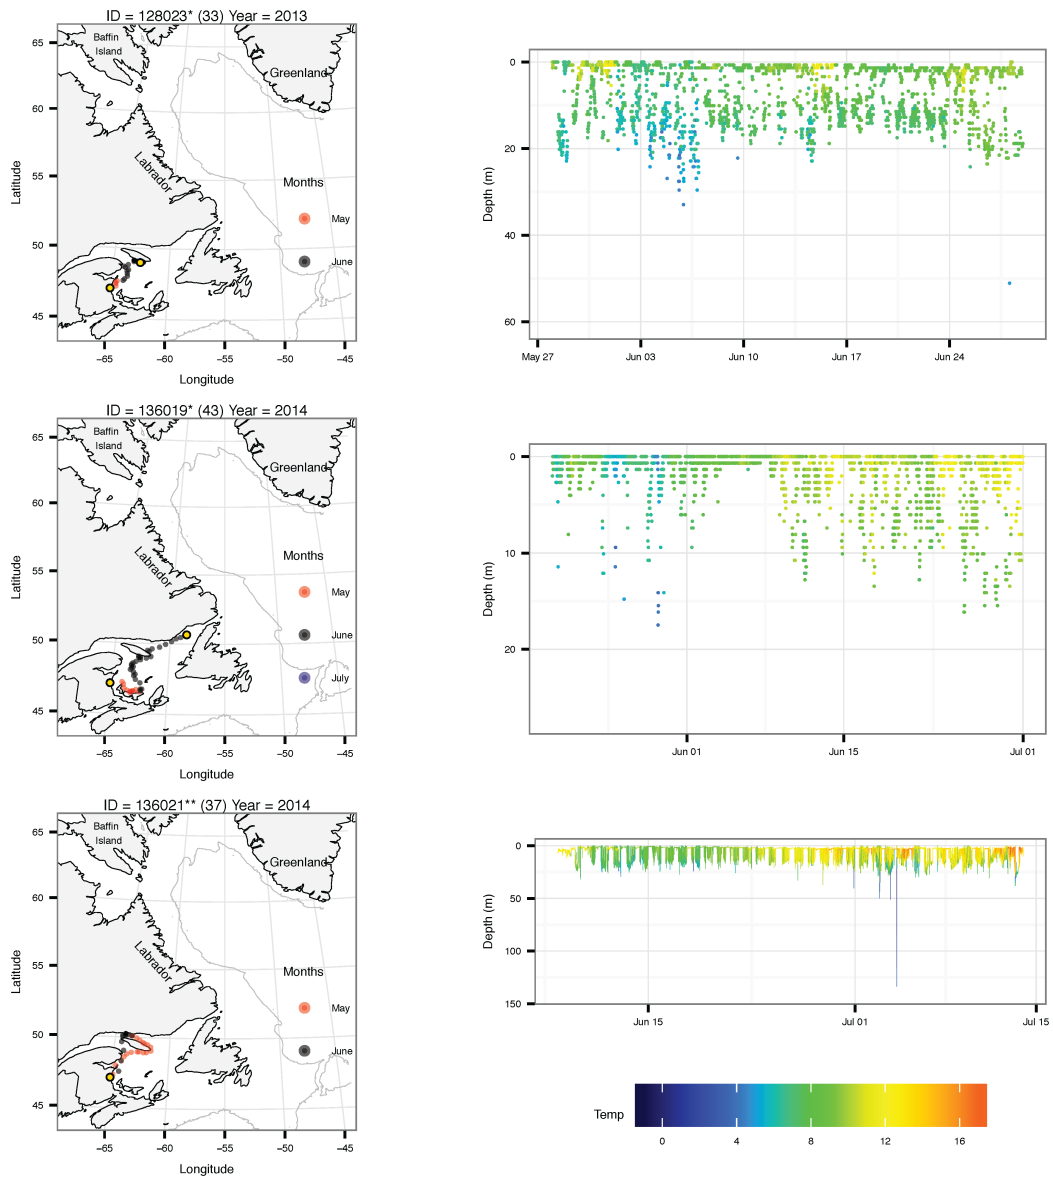 ID = 128023* (33) Year = 2013
Baffin
Island
Greenland
Labrador
Months
May
June
Latitude
65
60
55
50
45
−65
−60
−55
−50
−45
Longitude
Depth (m)
0
20
40
60
May 27
Jun 03
Jun 10
Jun 17
Jun 24
ID = 136019* (43) Year = 2014
Baffin
Island
Greenland
Labrador
Months
May
June
July
Latitude
65
60
55
50
45
−65
−60
−55
−50
−45
Longitude
Depth (m)
0
10
20
Jun 01
Jun 15
Jul 01
ID = 136021** (37) Year = 2014
Baffin
Island
Greenland
Labrador
Months
May
June
Latitude
65
60
55
50
45
−65
−60
−55
−50
−45
Longitude
Depth (m)
0
50
100
150
Jun 15
Jul 01
Jul 15
Temp
0
4
8
12
16